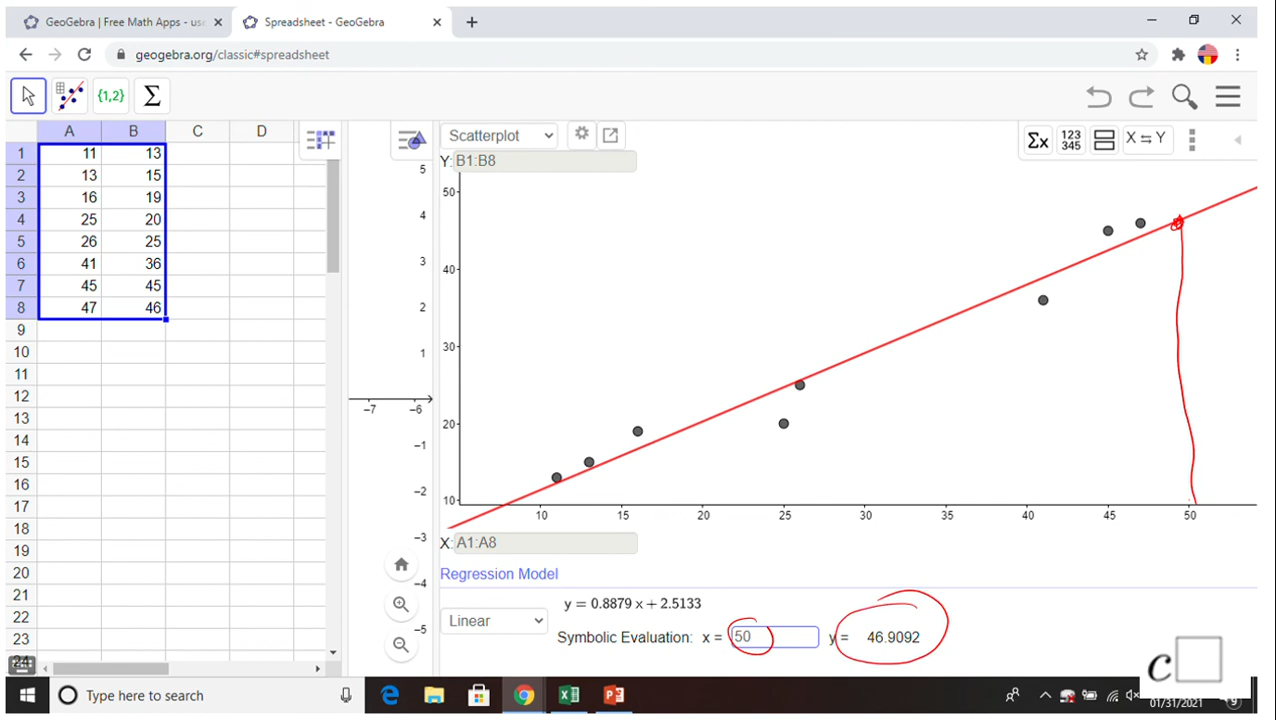 GeoGebra | Free Math Apps - use
Spreadsheet - GeoGebra
geogebra.org/classic#spreadsheet
{1,2} Σ
A B C D
1 11 13
2 13 15
3 16 19
4 25 20
5 26 25
6 41 36
7 45 45
8 47 46
9
10
11
12
13
14
15
16
17
18
19
20
21
22
23
24
5
4
3
2
1
−7 −6
−1
−2
−3
−4
−5
Scatterplot
Σx 123 345 X ⇆ Y
Y: B1:B8
50
40
30
20
10
10 15 20 25 30 35 40 45 50
X: A1:A8
Regression Model
Linear
y = 0.8879 x + 2.5133
Symbolic Evaluation: x = 50 y = 46.9092
c
Type here to search
01/31/2021
9